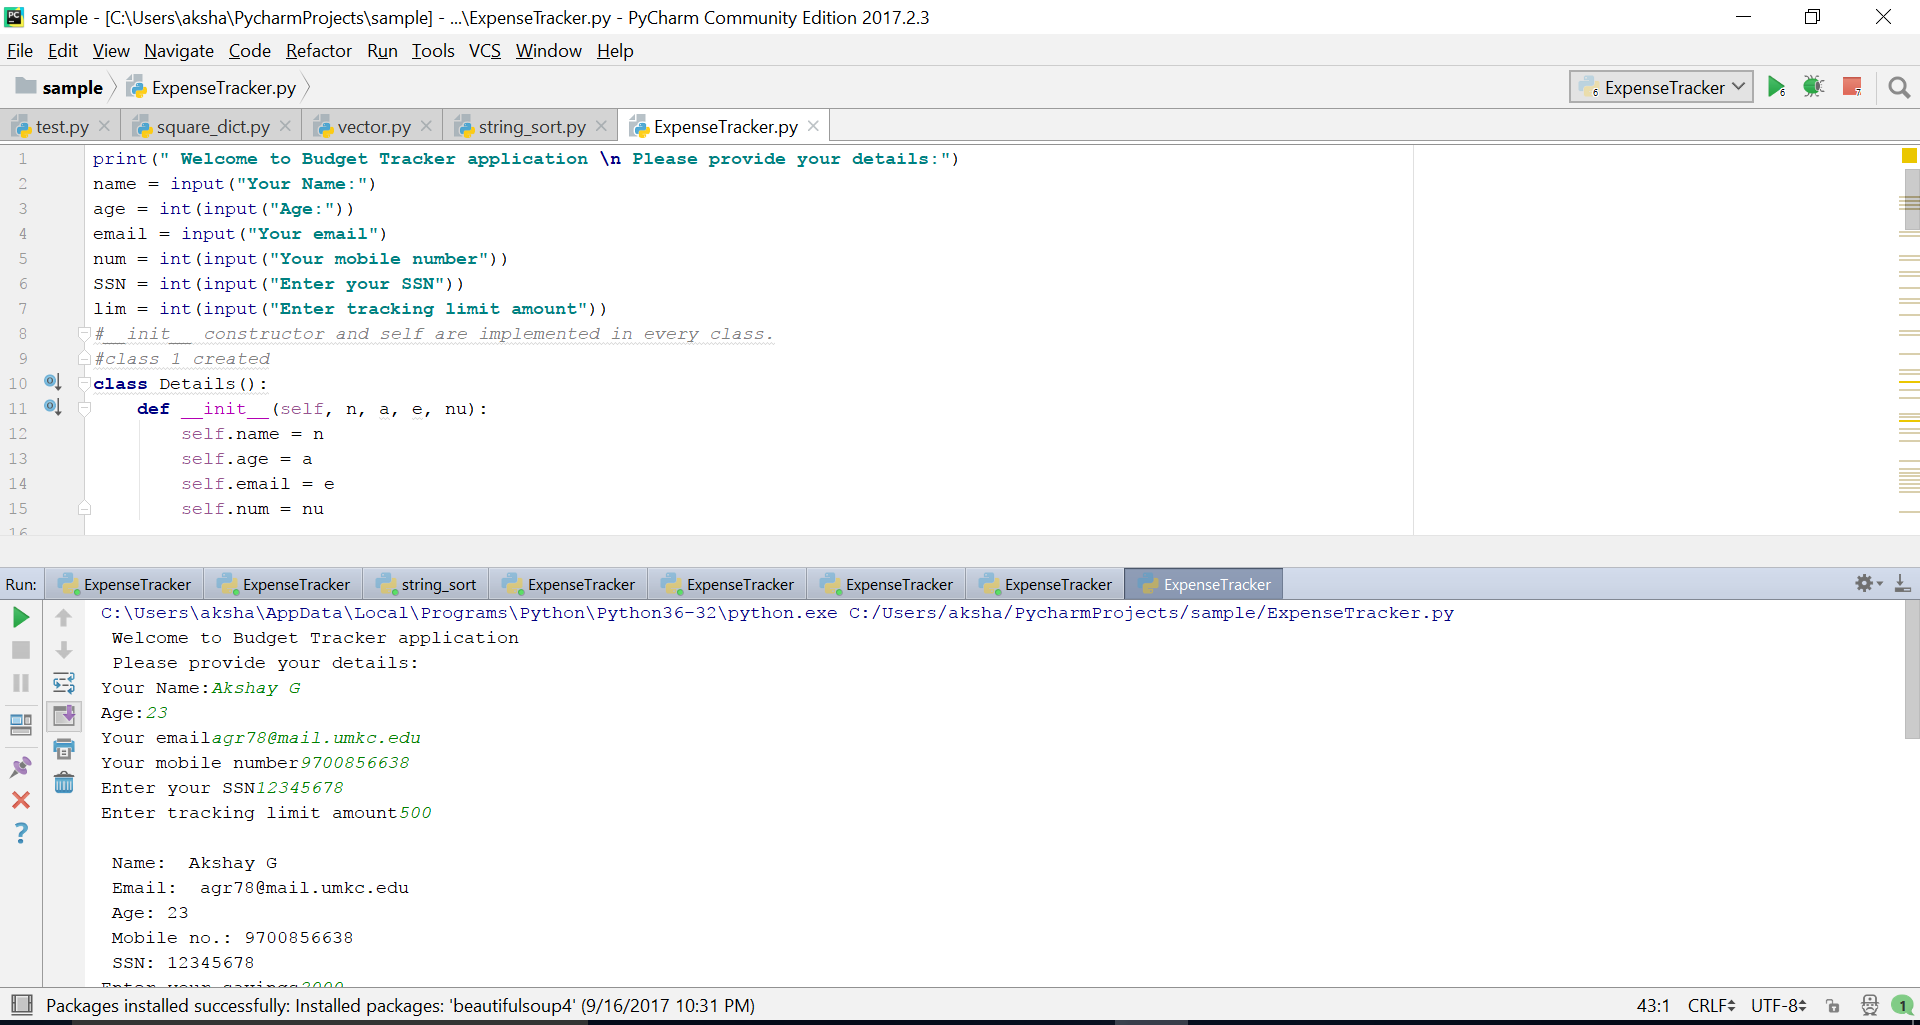 sample - [C:\Users\aksha\PycharmProjects\sample] - ...\ExpenseTracker.py - PyCharm Community Edition 2017.2.3
File Edit View Navigate Code Refactor Run Tools VCS Window Help
sample ExpenseTracker.py ExpenseTracker
test.py square_dict.py vector.py string_sort.py ExpenseTracker.py
1 print(" Welcome to Budget Tracker application \n Please provide your details:")
2 name = input("Your Name:")
3 age = int(input("Age:"))
4 email = input("Your email")
5 num = int(input("Your mobile number"))
6 SSN = int(input("Enter your SSN"))
7 lim = int(input("Enter tracking limit amount"))
8 #__init__ constructor and self are implemented in every class.
9 #class 1 created
10 class Details():
11 def __init__(self, n, a, e, nu):
12 self.name = n
13 self.age = a
14 self.email = e
15 self.num = nu
16
Run: ExpenseTracker ExpenseTracker string_sort ExpenseTracker ExpenseTracker ExpenseTracker ExpenseTracker ExpenseTracker
C:\Users\aksha\AppData\Local\Programs\Python\Python36-32\python.exe C:/Users/aksha/PycharmProjects/sample/ExpenseTracker.py
Welcome to Budget Tracker application
Please provide your details:
Your Name:Akshay G
Age:23
Your emailagr78@mail.umkc.edu
Your mobile number9700856638
Enter your SSN12345678
Enter tracking limit amount500
Name: Akshay G
Email: agr78@mail.umkc.edu
Age: 23
Mobile no.: 9700856638
SSN: 12345678
Enter your savings2000
Packages installed successfully: Installed packages: 'beautifulsoup4' (9/16/2017 10:31 PM) 43:1 CRLF UTF-8 1